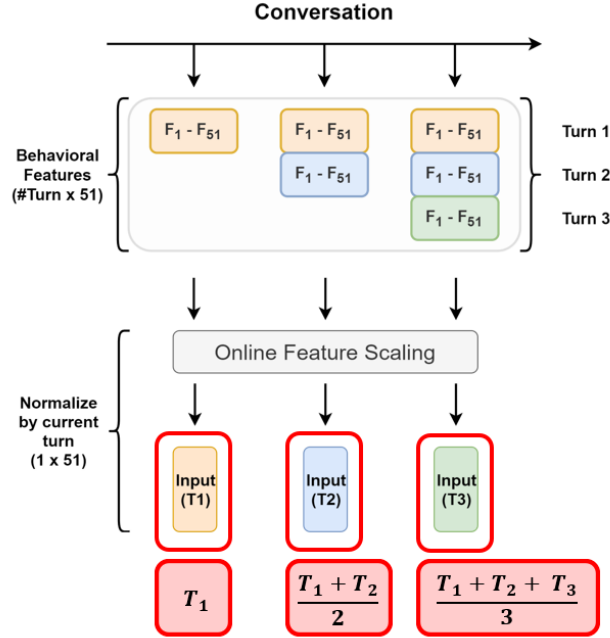 Conversation
F₁ - F₅₁ F₁ - F₅₁ F₁ - F₅₁ Turn 1
Behavioral
Features
(#Turn x 51)
F₁ - F₅₁ F₁ - F₅₁ Turn 2
F₁ - F₅₁ Turn 3
Online Feature Scaling
Normalize
by current
turn
(1 x 51)
Input
(T1)
Input
(T2)
Input
(T3)
T₁
T₁ + T₂
2
T₁ + T₂ + T₃
3